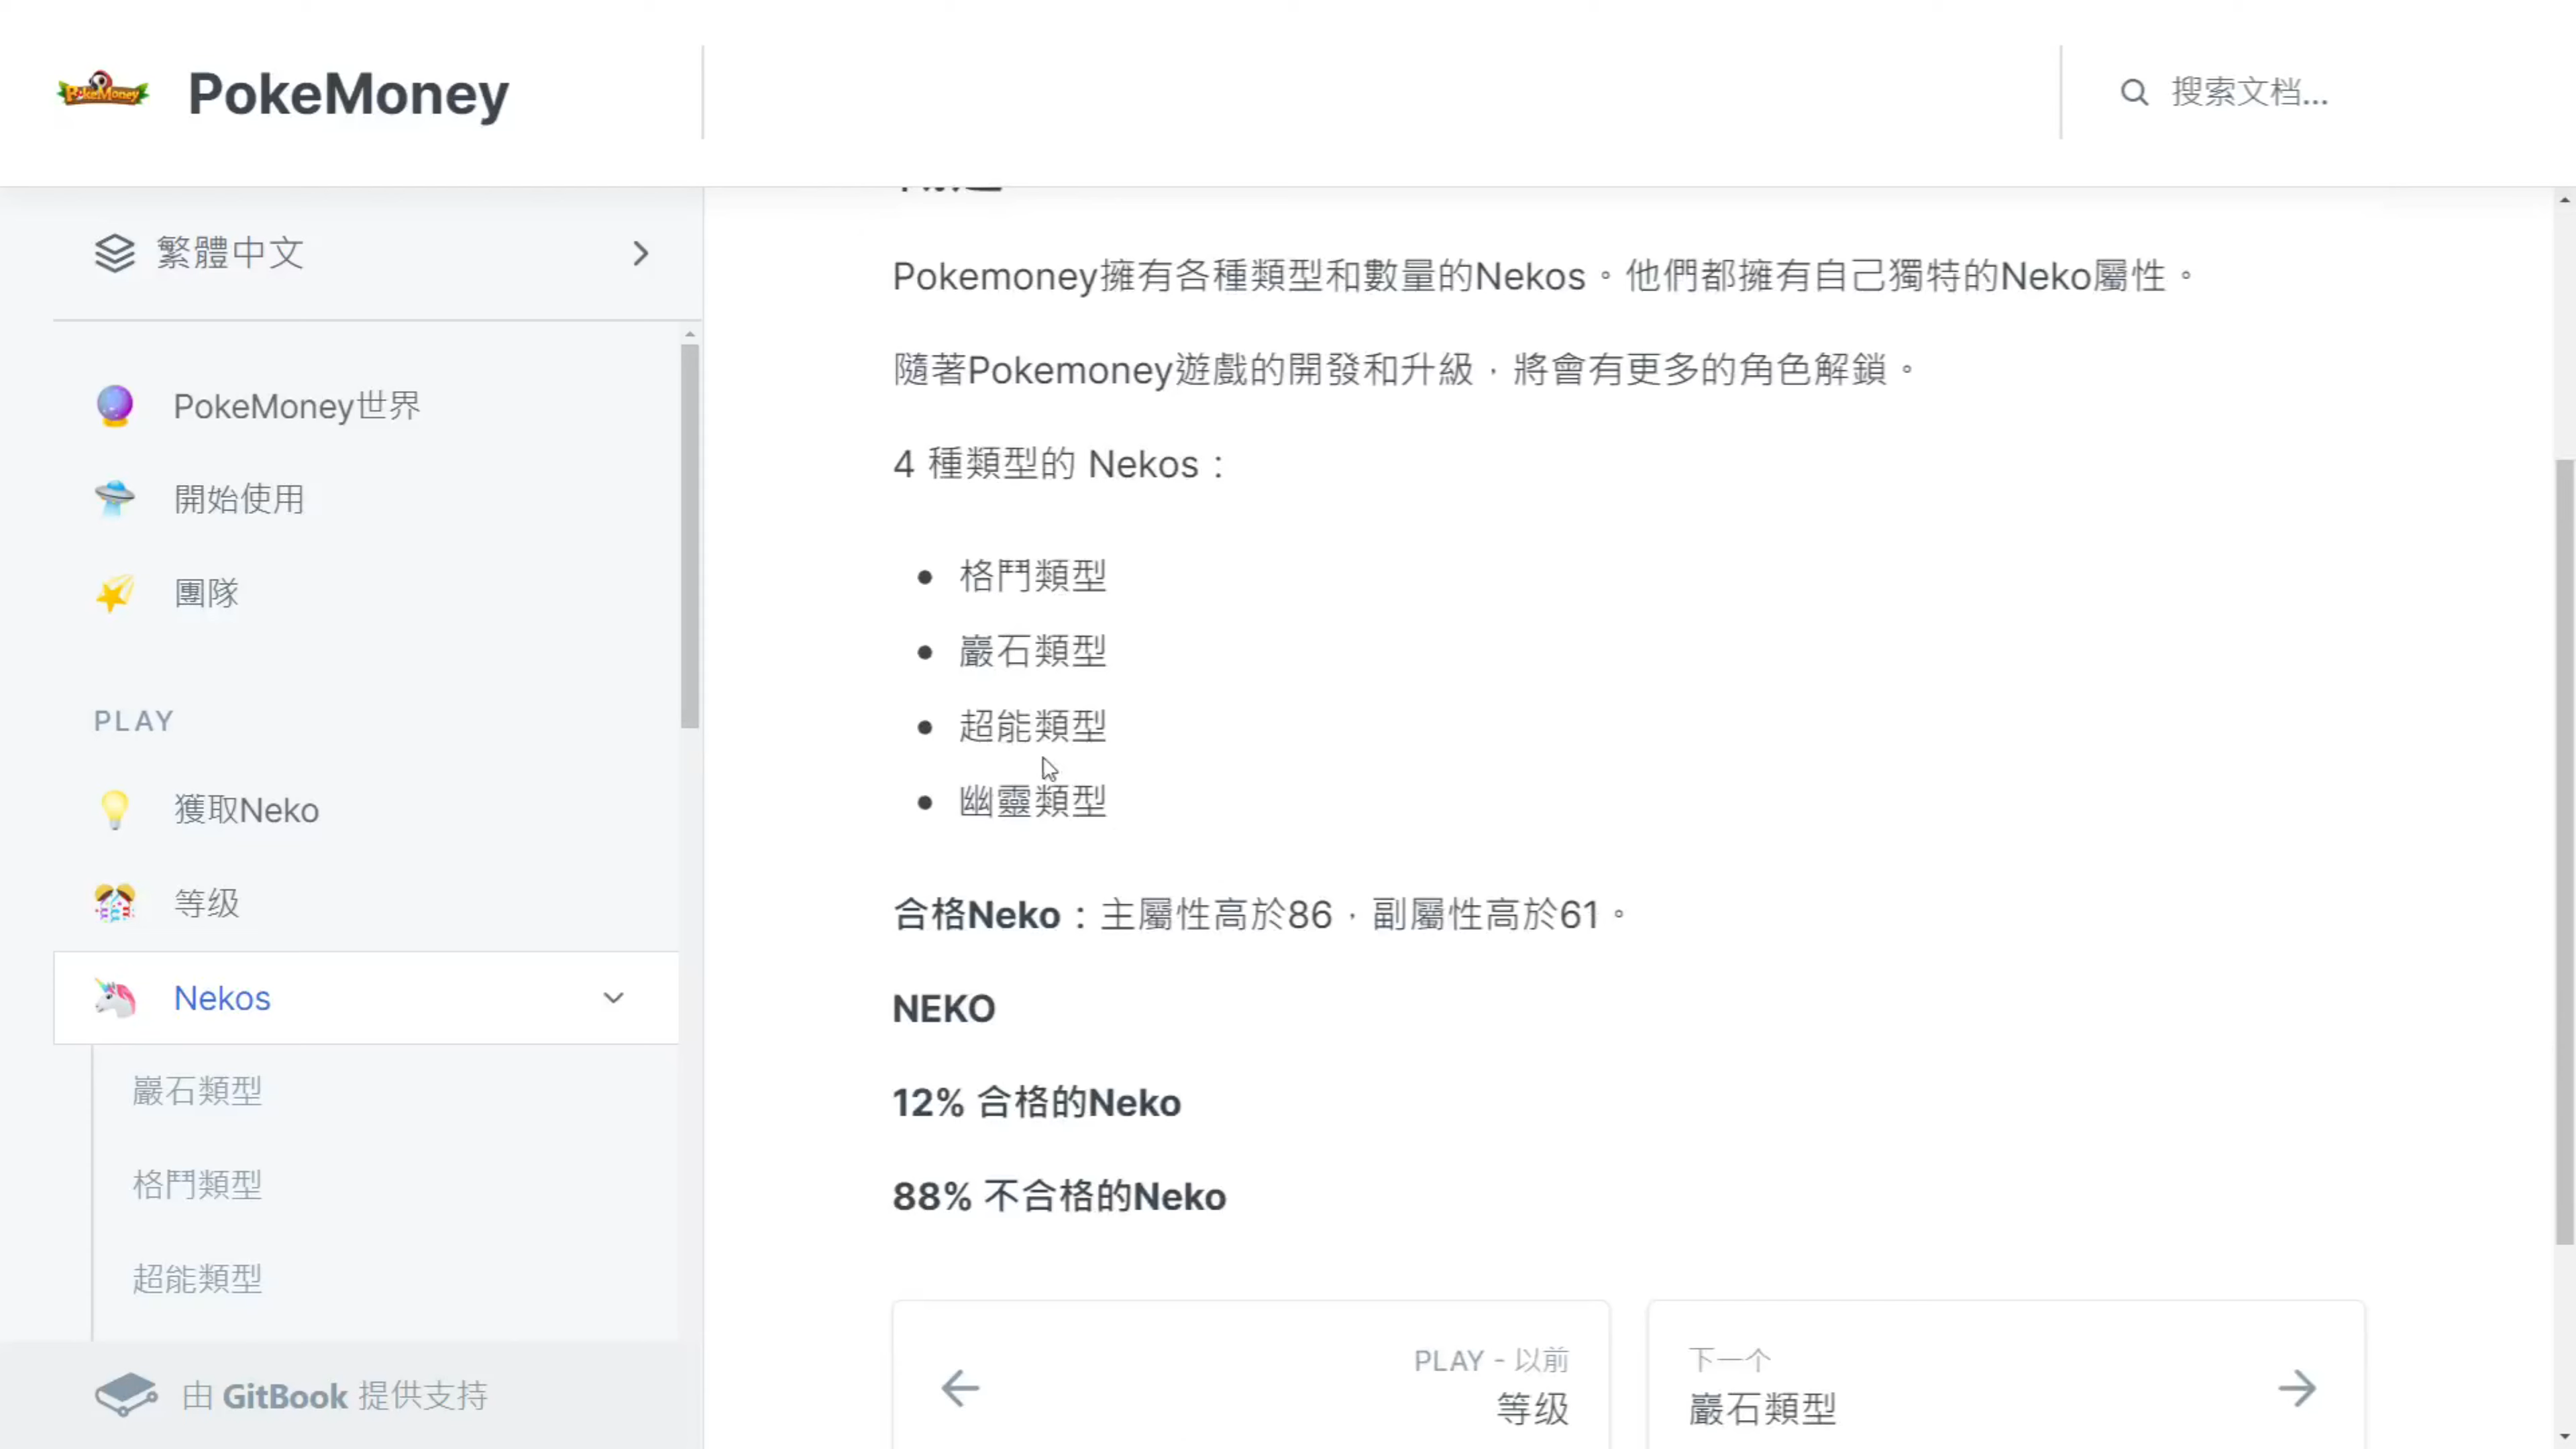 PokeMoney
PokeMoney
搜索文档...
繁體中文
PokeMoney世界
開始使用
團隊
PLAY
獲取Neko
等级
Nekos
巖石類型
格鬥類型
超能類型
由 GitBook 提供支持
Pokemoney擁有各種類型和數量的Nekos。他們都擁有自己獨特的Neko屬性。
隨著Pokemoney遊戲的開發和升級，將會有更多的角色解鎖。
4 種類型的 Nekos：
格鬥類型
巖石類型
超能類型
幽靈類型
合格Neko：主屬性高於86，副屬性高於61。
NEKO
12% 合格的Neko
88% 不合格的Neko
PLAY - 以前
等级
下一个
巖石類型